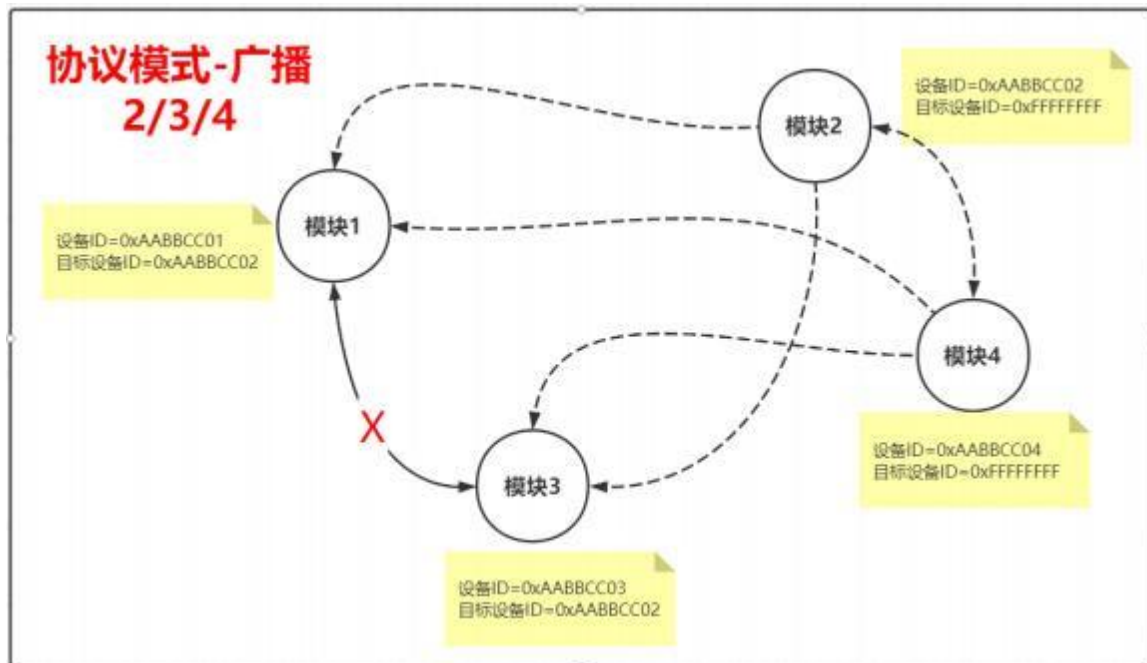 协议模式-广播
2/3/4
设备ID=0xAABBCC02
目标设备ID=0xFFFFFFFF
模块2
模块1
设备ID=0xAABBCC01
目标设备ID=0xAABBCC02
模块4
X
设备ID=0xAABBCC04
目标设备ID=0xFFFFFFFF
模块3
设备ID=0xAABBCC03
目标设备ID=0xAABBCC02